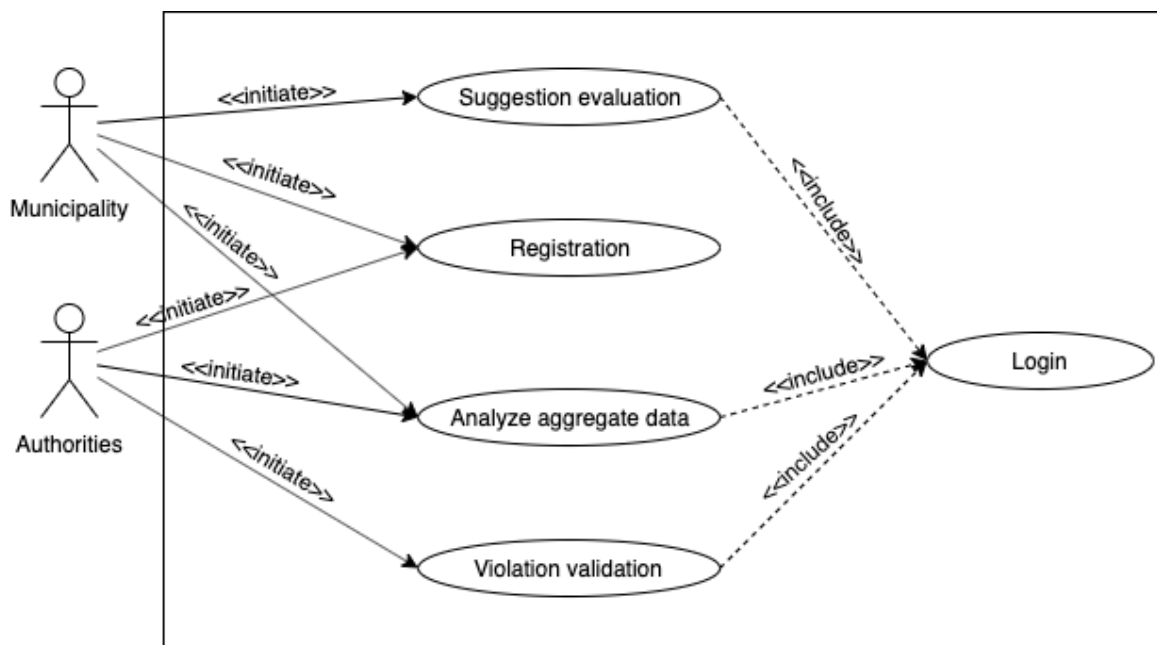 <<initiate>>
Suggestion evaluation
Municipality
<<initiate>>
<<include>>
<<initiate>>
Registration
<<initiate>>
Authorities
<<initiate>>
Analyze aggregate data
<<include>>
Login
<<initiate>>
<<include>>
Violation validation